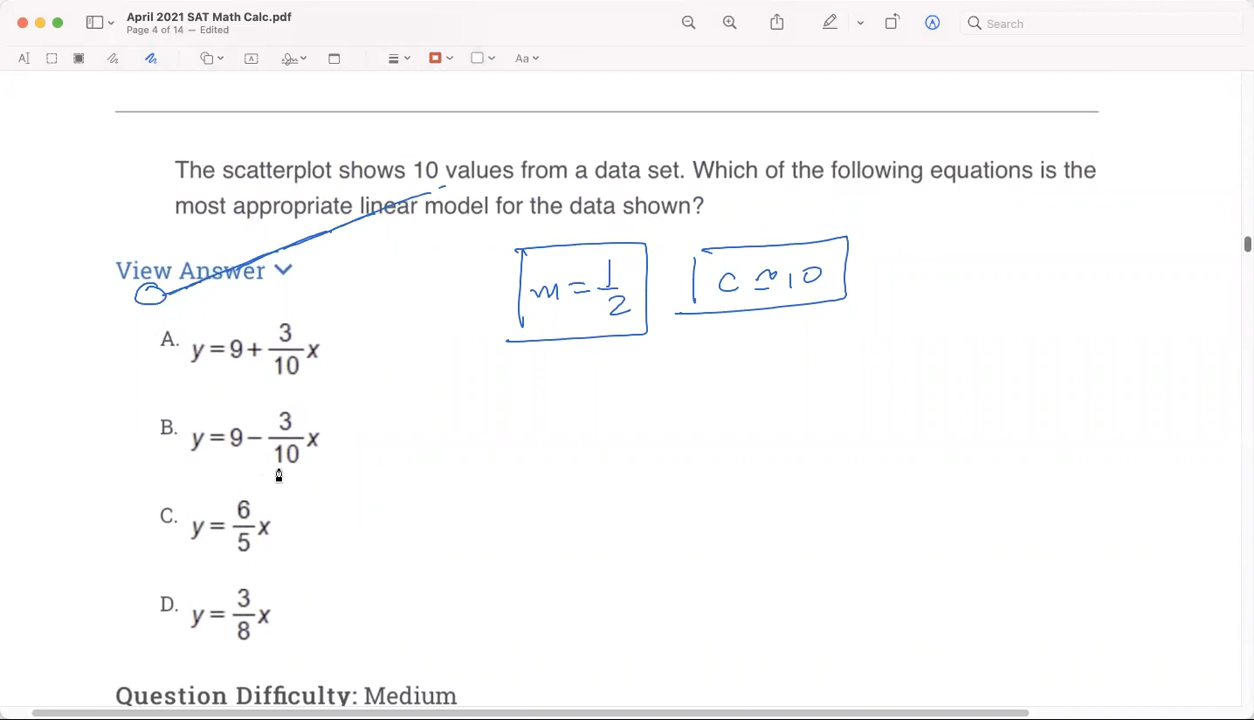 April 2021 SAT Math Calc.pdf
Page 4 of 14 — Edited
Search
Aa
The scatterplot shows 10 values from a data set. Which of the following equations is the
most appropriate linear model for the data shown?
View Answer
m = 1/2
c ≃ 10
A. y = 9 + 3/10 x
B. y = 9 − 3/10 x
C. y = 6/5 x
D. y = 3/8 x
Question Difficulty: Medium